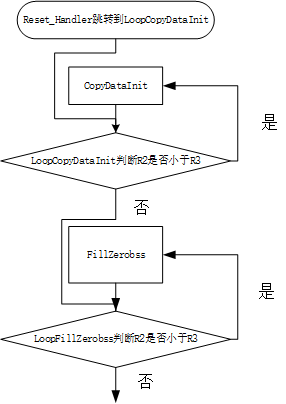 Reset_Handler跳转到LoopCopyDataInit
CopyDataInit
是
LoopCopyDataInit判断R2是否小于R3
否
FillZerobss
是
LoopFillZerobss判断R2是否小于R3
否